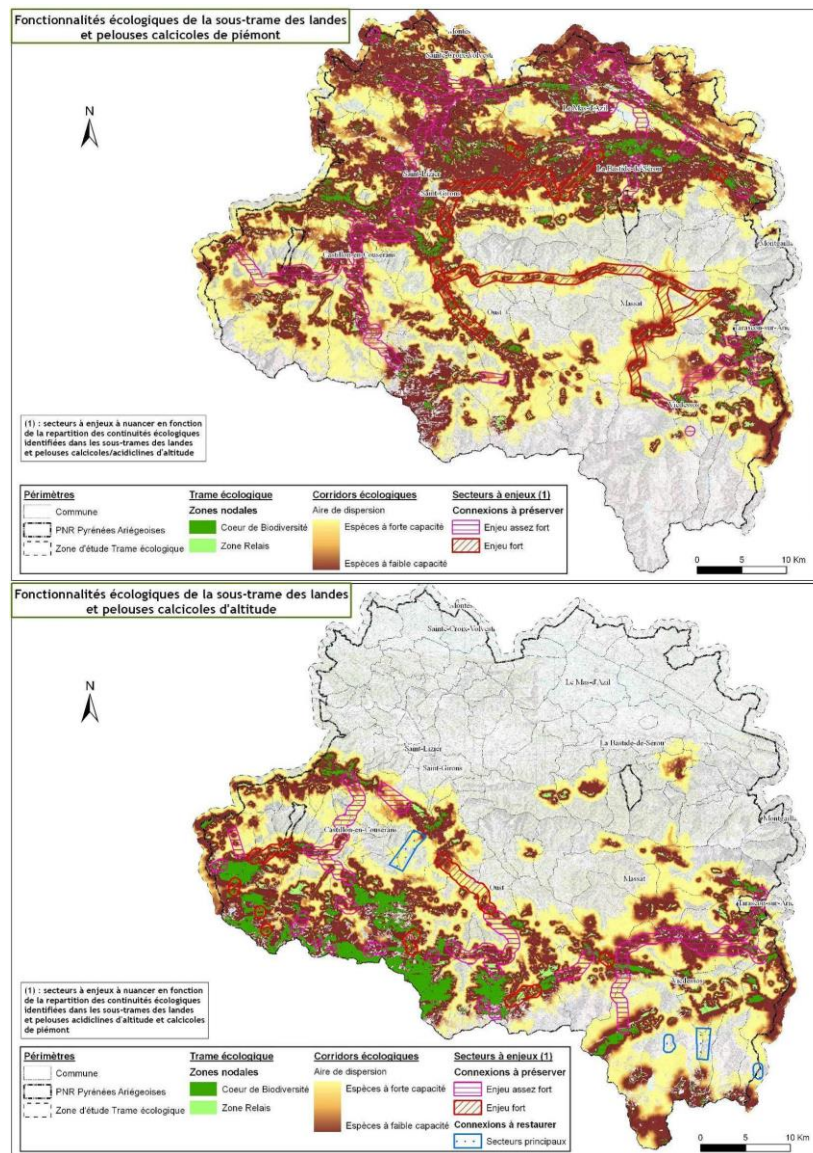 Fonctionnalités écologiques de la sous-trame des landes
et pelouses calcicoles de piémont
Montes
Sainte-Croix-Volvest
N
Le Mas-d'Azil
La Bastide-de-Sérou
Saint-Lizier
Saint-Girons
Castillon-en-Couserans
Oust
Massat
(1) : secteurs à enjeux à nuancer en fonction
de la repartition des continuités écologiques
identifiées dans les sous-trames des landes
et pelouses calcicoles/acidiclines d'altitude
Périmètres
Commune
PNR Pyrénées Ariégeoises
Zone d'étude Trame écologique
Trame écologique
Zones nodales
Coeur de Biodiversité
Zone Relais
Corridors écologiques
Aire de dispersion
Espèces à forte capacité
Espèces à faible capacité
Secteurs à enjeux (1)
Connexions à préserver
Enjeu assez fort
Enjeu fort
0 5 10 Km
Fonctionnalités écologiques de la sous-trame des landes
et pelouses calcicoles d'altitude
Montes
Sainte-Croix-Volvest
N
Le Mas-d'Azil
La Bastide-de-Sérou
Saint-Lizier
Saint-Girons
Castillon-en-Couserans
Oust
Massat
(1) : secteurs à enjeux à nuancer en fonction
de la repartition des continuités écologiques
identifiées dans les sous-trames des landes
et pelouses acidiclines d'altitude et calcicoles
de piémont
Périmètres
Commune
PNR Pyrénées Ariégeoises
Zone d'étude Trame écologique
Trame écologique
Zones nodales
Coeur de Biodiversité
Zone Relais
Corridors écologiques
Aire de dispersion
Espèces à forte capacité
Espèces à faible capacité
Secteurs à enjeux (1)
Connexions à préserver
Enjeu assez fort
Enjeu fort
Connexions à restaurer
Secteurs principaux
0 5 10 Km